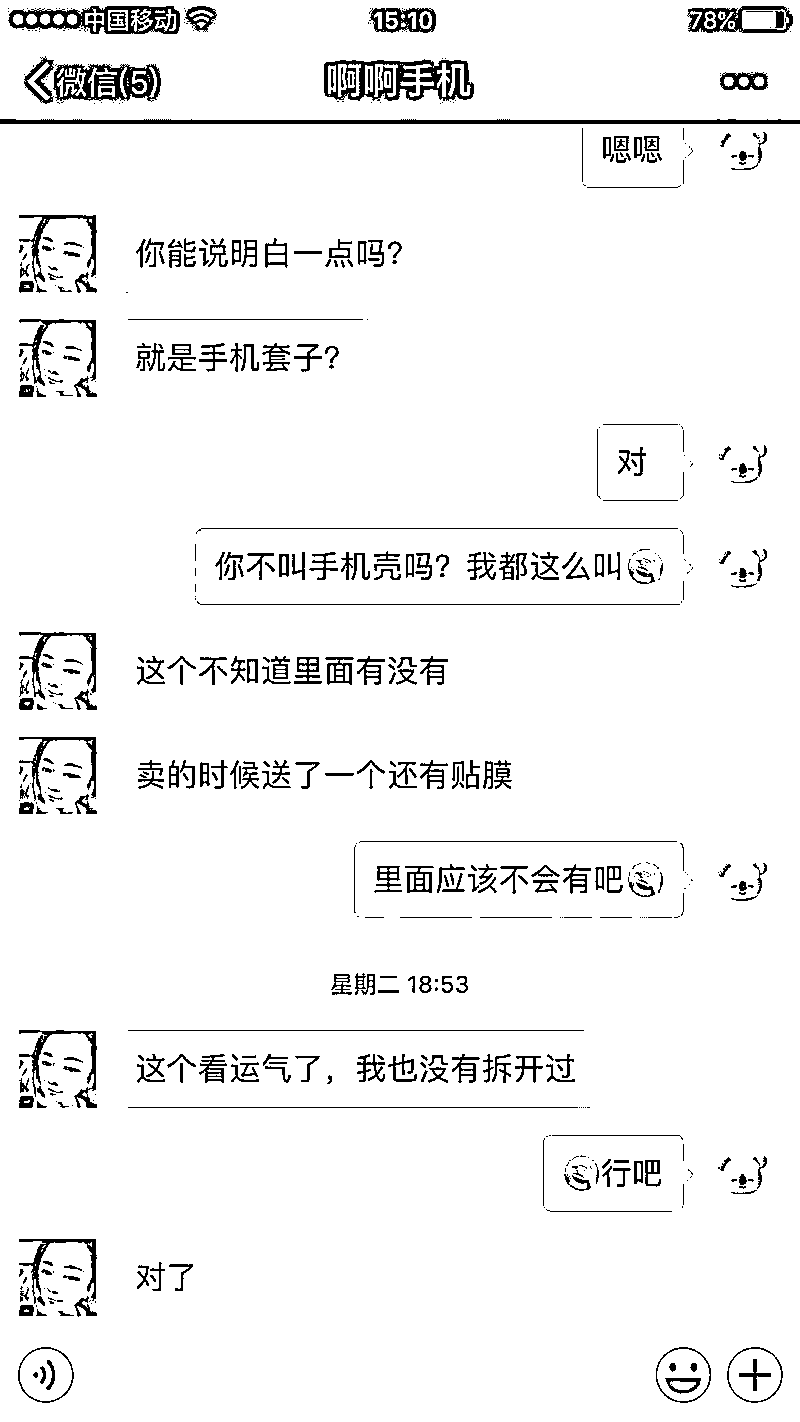 中国移动 15:10 78%
微信(5) 啊啊手机
嗯嗯
你能说明白一点吗？
就是手机套子？
对
你不叫手机壳吗？我都这么叫
这个不知道里面有没有
卖的时候送了一个还有贴膜
里面应该不会有吧
星期二 18:53
这个看运气了，我也没有拆开过
行吧
对了